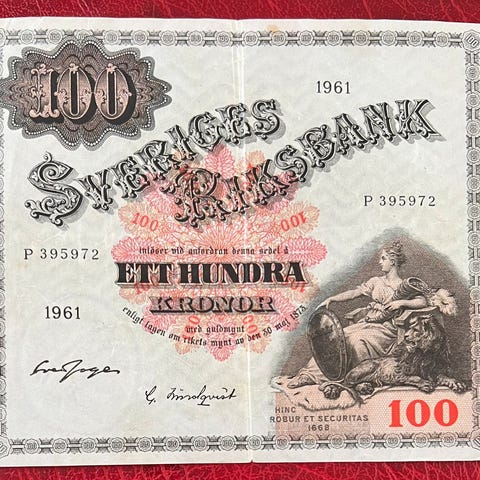 100
1961
SVERIGES
RIKSBANK
P 395972
P 395972
100 100
inlöser vid anfordran denna sedel å
ETT HUNDRA
KRONOR
enligt lagen om rikets mynt av den 30 maj 1873
med guldmynt
1961
HINC
ROBUR ET SECURITAS
1668
100